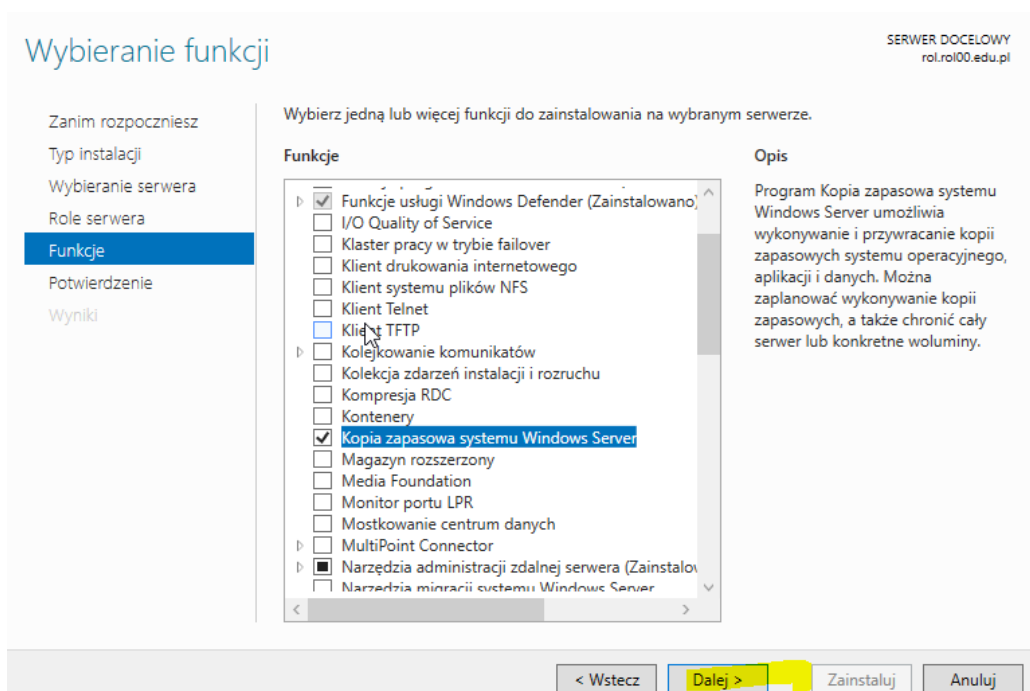 Wybieranie funkcji
SERWER DOCELOWY
rol.rol00.edu.pl
Zanim rozpoczniesz
Typ instalacji
Wybieranie serwera
Role serwera
Funkcje
Potwierdzenie
Wyniki
Wybierz jedną lub więcej funkcji do zainstalowania na wybranym serwerze.
Funkcje
Funkcje usługi Windows Defender (Zainstalowano)
I/O Quality of Service
Klaster pracy w trybie failover
Klient drukowania internetowego
Klient systemu plików NFS
Klient Telnet
Klient TFTP
Kolejkowanie komunikatów
Kolekcja zdarzeń instalacji i rozruchu
Kompresja RDC
Kontenery
Kopia zapasowa systemu Windows Server
Magazyn rozszerzony
Media Foundation
Monitor portu LPR
Mostkowanie centrum danych
MultiPoint Connector
Narzędzia administracji zdalnej serwera (Zainstalov
Narzędzia migracji systemu Windows Server
Opis
Program Kopia zapasowa systemu
Windows Server umożliwia
wykonywanie i przywracanie kopii
zapasowych systemu operacyjnego,
aplikacji i danych. Można
zaplanować wykonywanie kopii
zapasowych, a także chronić cały
serwer lub konkretne woluminy.
< Wstecz
Dalej >
Zainstaluj
Anuluj